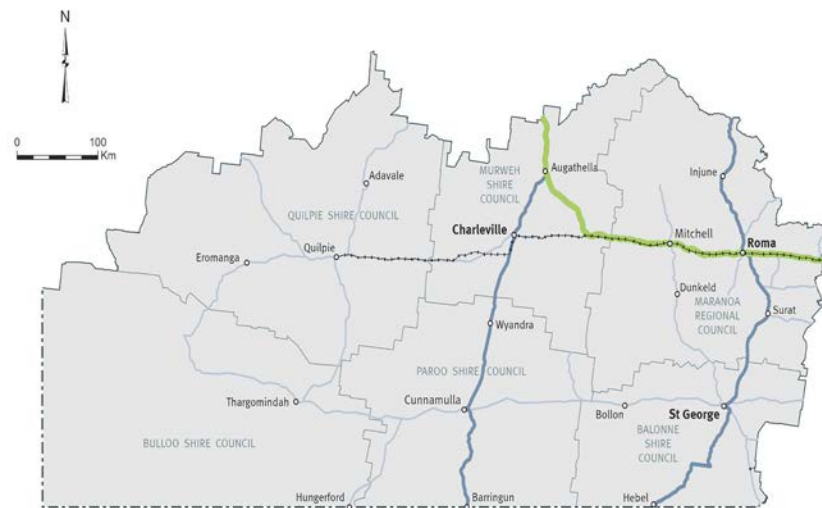 N
0
100
Km
Adavale
MURWEH
SHIRE
COUNCIL
Augathella
Injune
QUILPIE SHIRE COUNCIL
Charleville
Mitchell
Roma
Quilpie
Eromanga
Dunkeld
MARANOA
REGIONAL
COUNCIL
Surat
Wyandra
PAROO SHIRE COUNCIL
Thargomindah
Cunnamulla
Bollon
St George
BALONNE
SHIRE
COUNCIL
BULLOO SHIRE COUNCIL
Hungerford
Barringun
Hebel